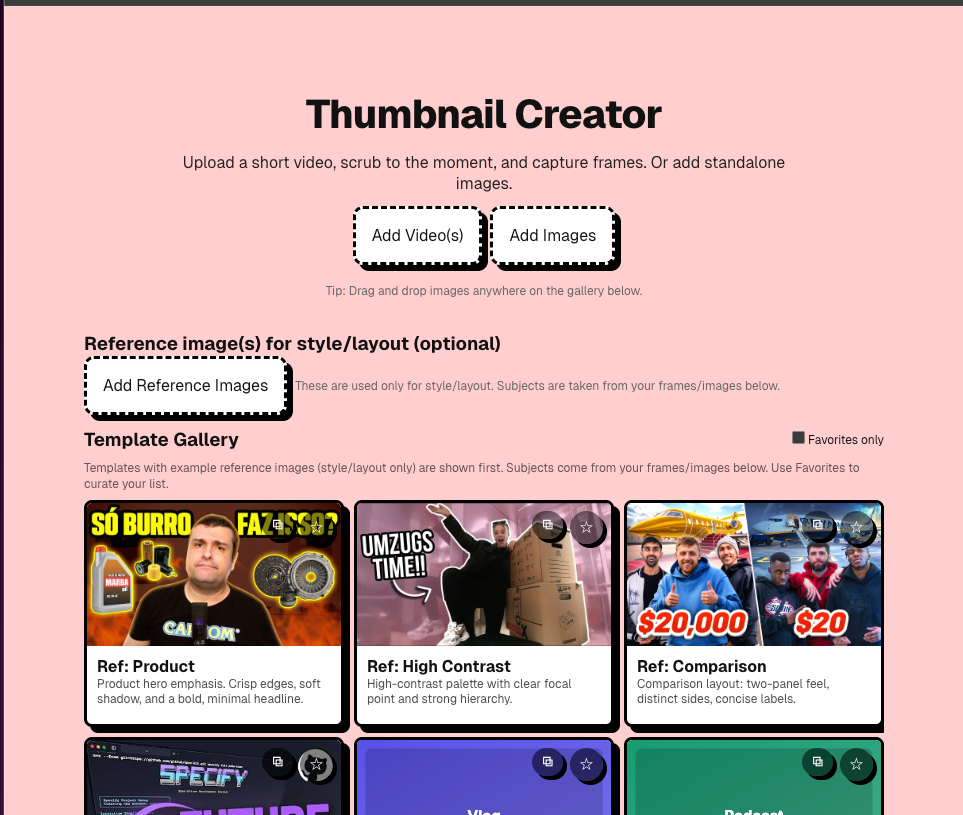 Thumbnail Creator
Upload a short video, scrub to the moment, and capture frames. Or add standalone
images.
Add Video(s)
Add Images
Tip: Drag and drop images anywhere on the gallery below.
Reference image(s) for style/layout (optional)
Add Reference Images
These are used only for style/layout. Subjects are taken from your frames/images below.
Template Gallery
Favorites only
Templates with example reference images (style/layout only) are shown first. Subjects come from your frames/images below. Use Favorites to
curate your list.
SÓ BURRO
FAZ ISSO?
MARBA
oil
CAPCOM
UMZUGS
TIME!!
$20,000
$20
Ref: Product
Product hero emphasis. Crisp edges, soft
shadow, and a bold, minimal headline.
Ref: High Contrast
High-contrast palette with clear focal
point and strong hierarchy.
Ref: Comparison
Comparison layout: two-panel feel,
distinct sides, concise labels.
SPECIFY
FUTURE
Vlog
Podcast